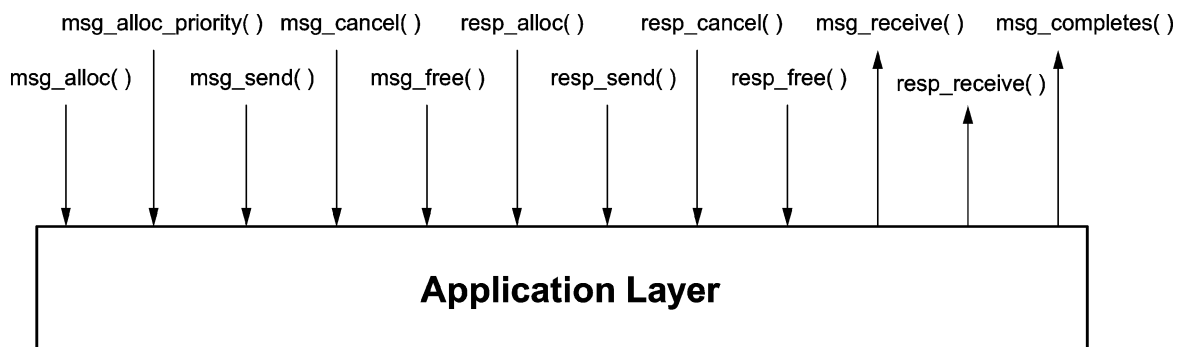 msg_alloc_priority( ) msg_cancel( ) resp_alloc( ) resp_cancel( ) msg_receive( ) msg_completes( )
msg_alloc( ) msg_send( ) msg_free( ) resp_send( ) resp_free( ) resp_receive( )
Application Layer